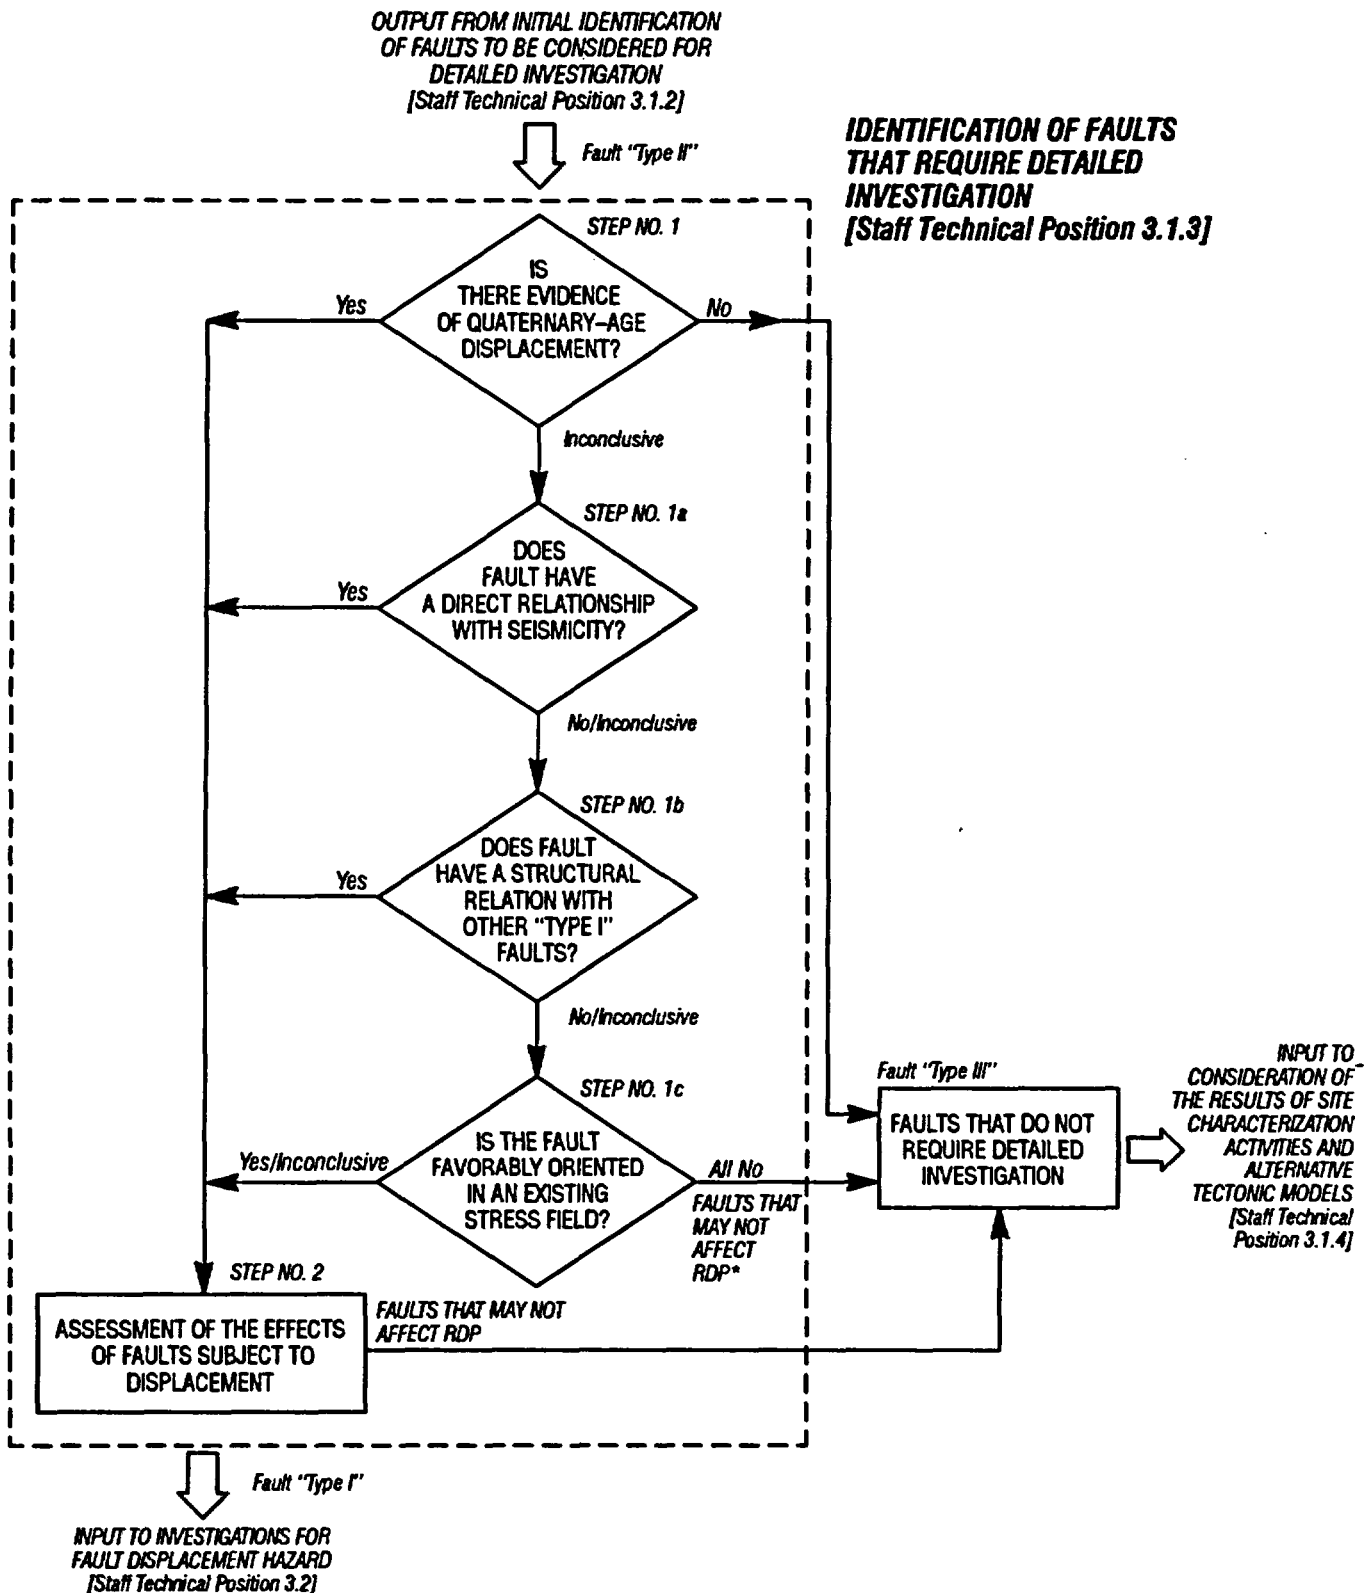 OUTPUT FROM INITIAL IDENTIFICATION
OF FAULTS TO BE CONSIDERED FOR
DETAILED INVESTIGATION
[Staff Technical Position 3.1.2]
Fault "Type II"
IDENTIFICATION OF FAULTS
THAT REQUIRE DETAILED
INVESTIGATION
[Staff Technical Position 3.1.3]
STEP NO. 1
IS
THERE EVIDENCE
OF QUATERNARY–AGE
DISPLACEMENT?
Yes
No
Inconclusive
STEP NO. 1a
DOES
FAULT HAVE
A DIRECT RELATIONSHIP
WITH SEISMICITY?
Yes
No/Inconclusive
STEP NO. 1b
DOES FAULT
HAVE A STRUCTURAL
RELATION WITH
OTHER "TYPE I"
FAULTS?
Yes
No/Inconclusive
STEP NO. 1c
IS THE FAULT
FAVORABLY ORIENTED
IN AN EXISTING
STRESS FIELD?
Yes/Inconclusive
All No
FAULTS THAT
MAY NOT
AFFECT
RDP*
Fault "Type III"
FAULTS THAT DO NOT
REQUIRE DETAILED
INVESTIGATION
INPUT TO
CONSIDERATION OF
THE RESULTS OF SITE
CHARACTERIZATION
ACTIVITIES AND
ALTERNATIVE
TECTONIC MODELS
[Staff Technical
Position 3.1.4]
STEP NO. 2
ASSESSMENT OF THE EFFECTS
OF FAULTS SUBJECT TO
DISPLACEMENT
FAULTS THAT MAY NOT
AFFECT RDP
Fault "Type I"
INPUT TO INVESTIGATIONS FOR
FAULT DISPLACEMENT HAZARD
[Staff Technical Position 3.2]